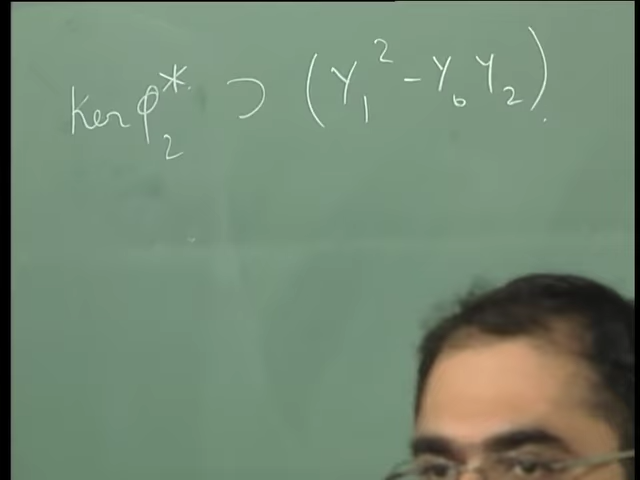 Ker φ₂* ⊃ (Y₁² - Y₀Y₂).